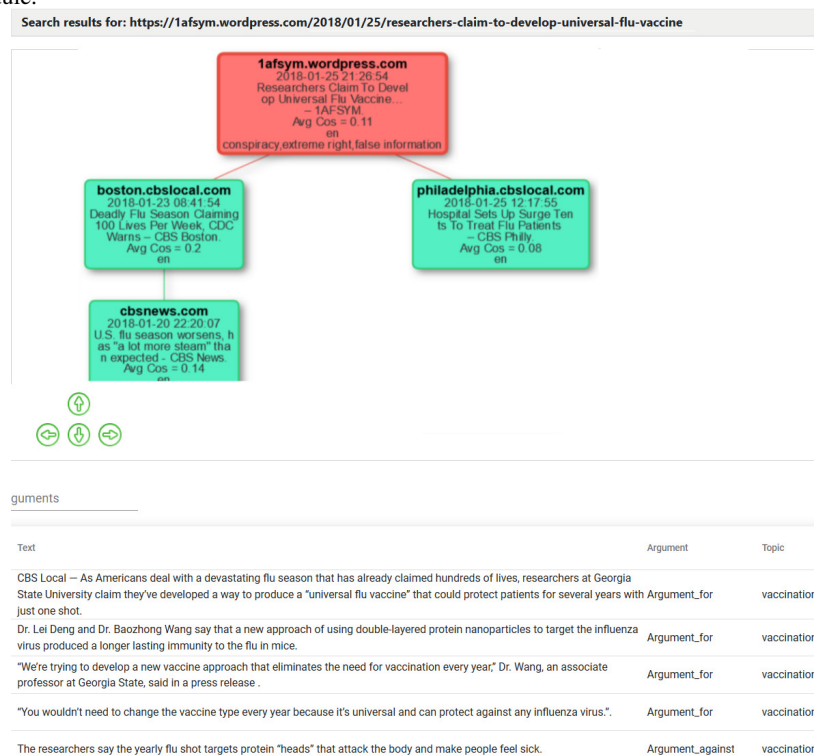 Search results for: https://1afsym.wordpress.com/2018/01/25/researchers-claim-to-develop-universal-flu-vaccine
1afsym.wordpress.com
2018-01-25 21:26:54
Researchers Claim To Devel
op Universal Flu Vaccine...
– 1AFSYM.
Avg Cos = 0.11
en
conspiracy,extreme right,false information
boston.cbslocal.com
2018-01-23 08:41:54
Deadly Flu Season Claiming
100 Lives Per Week, CDC
Warns – CBS Boston.
Avg Cos = 0.2
en
philadelphia.cbslocal.com
2018-01-25 12:17:55
Hospital Sets Up Surge Ten
ts To Treat Flu Patients
– CBS Philly.
Avg Cos = 0.08
en
cbsnews.com
2018-01-20 22:20:07
U.S. flu season worsens, h
as "a lot more steam" tha
n expected - CBS News.
Avg Cos = 0.14
en
guments
Text Argument Topic
CBS Local — As Americans deal with a devastating flu season that has already claimed hundreds of lives, researchers at Georgia
State University claim they've developed a way to produce a “universal flu vaccine” that could protect patients for several years with
just one shot.
Argument_for vaccination
Dr. Lei Deng and Dr. Baozhong Wang say that a new approach of using double-layered protein nanoparticles to target the influenza
virus produced a longer lasting immunity to the flu in mice.
Argument_for vaccination
“We're trying to develop a new vaccine approach that eliminates the need for vaccination every year,” Dr. Wang, an associate
professor at Georgia State, said in a press release .
Argument_for vaccination
“You wouldn't need to change the vaccine type every year because it's universal and can protect against any influenza virus.”.
Argument_for vaccination
The researchers say the yearly flu shot targets protein “heads” that attack the body and make people feel sick.
Argument_against vaccination